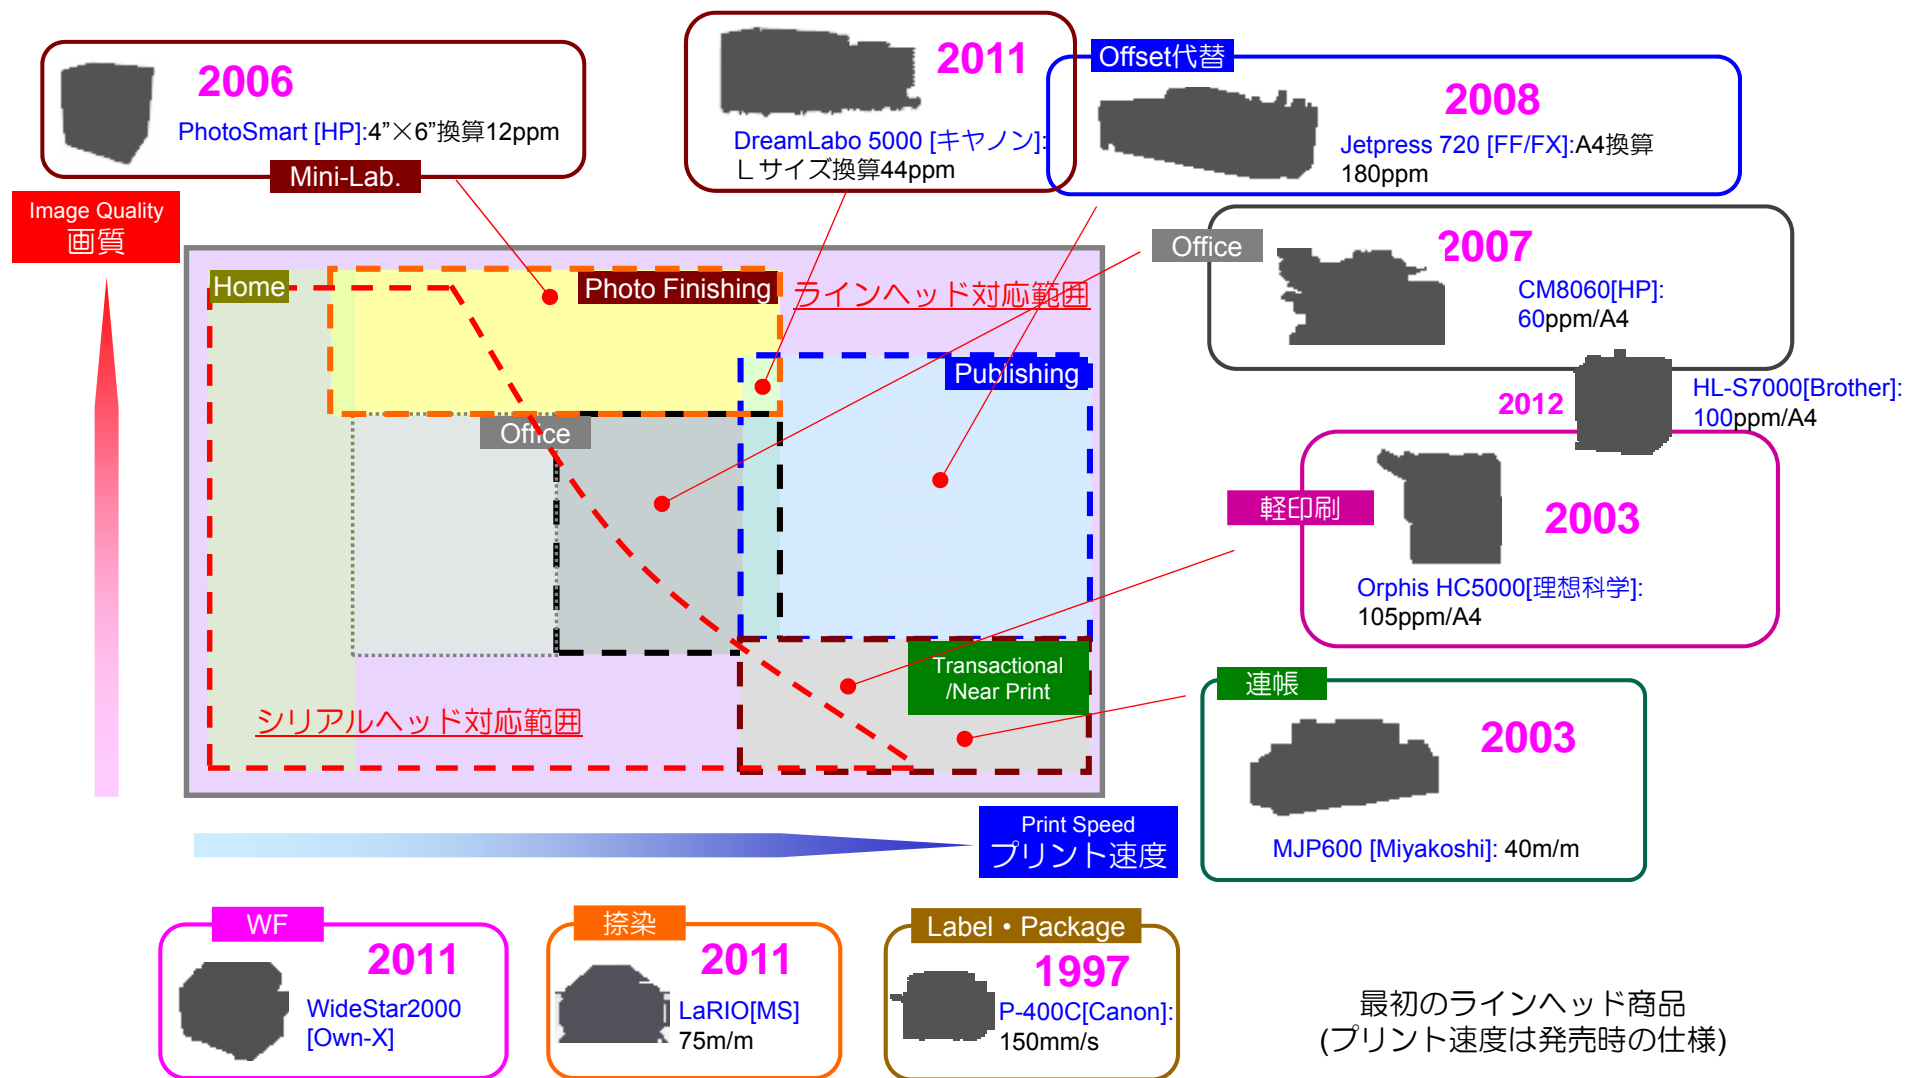 2006
PhotoSmart [HP]:4”×6”換算12ppm
Mini-Lab.
2011
DreamLabo 5000 [キヤノン]:
Lサイズ換算44ppm
Offset代替
2008
Jetpress 720 [FF/FX]:A4換算
180ppm
Image Quality
画質
Office
2007
CM8060[HP]:
60ppm/A4
Home
Photo Finishing
ラインヘッド対応範囲
Publishing
2012
HL-S7000[Brother]:
100ppm/A4
Office
軽印刷
2003
Orphis HC5000[理想科学]:
105ppm/A4
Transactional
/Near Print
シリアルヘッド対応範囲
連帳
2003
MJP600 [Miyakoshi]: 40m/m
Print Speed
プリント速度
WF
2011
WideStar2000
[Own-X]
捺染
2011
LaRIO[MS]
75m/m
Label・Package
1997
P-400C[Canon]:
150mm/s
最初のラインヘッド商品
(プリント速度は発売時の仕様)